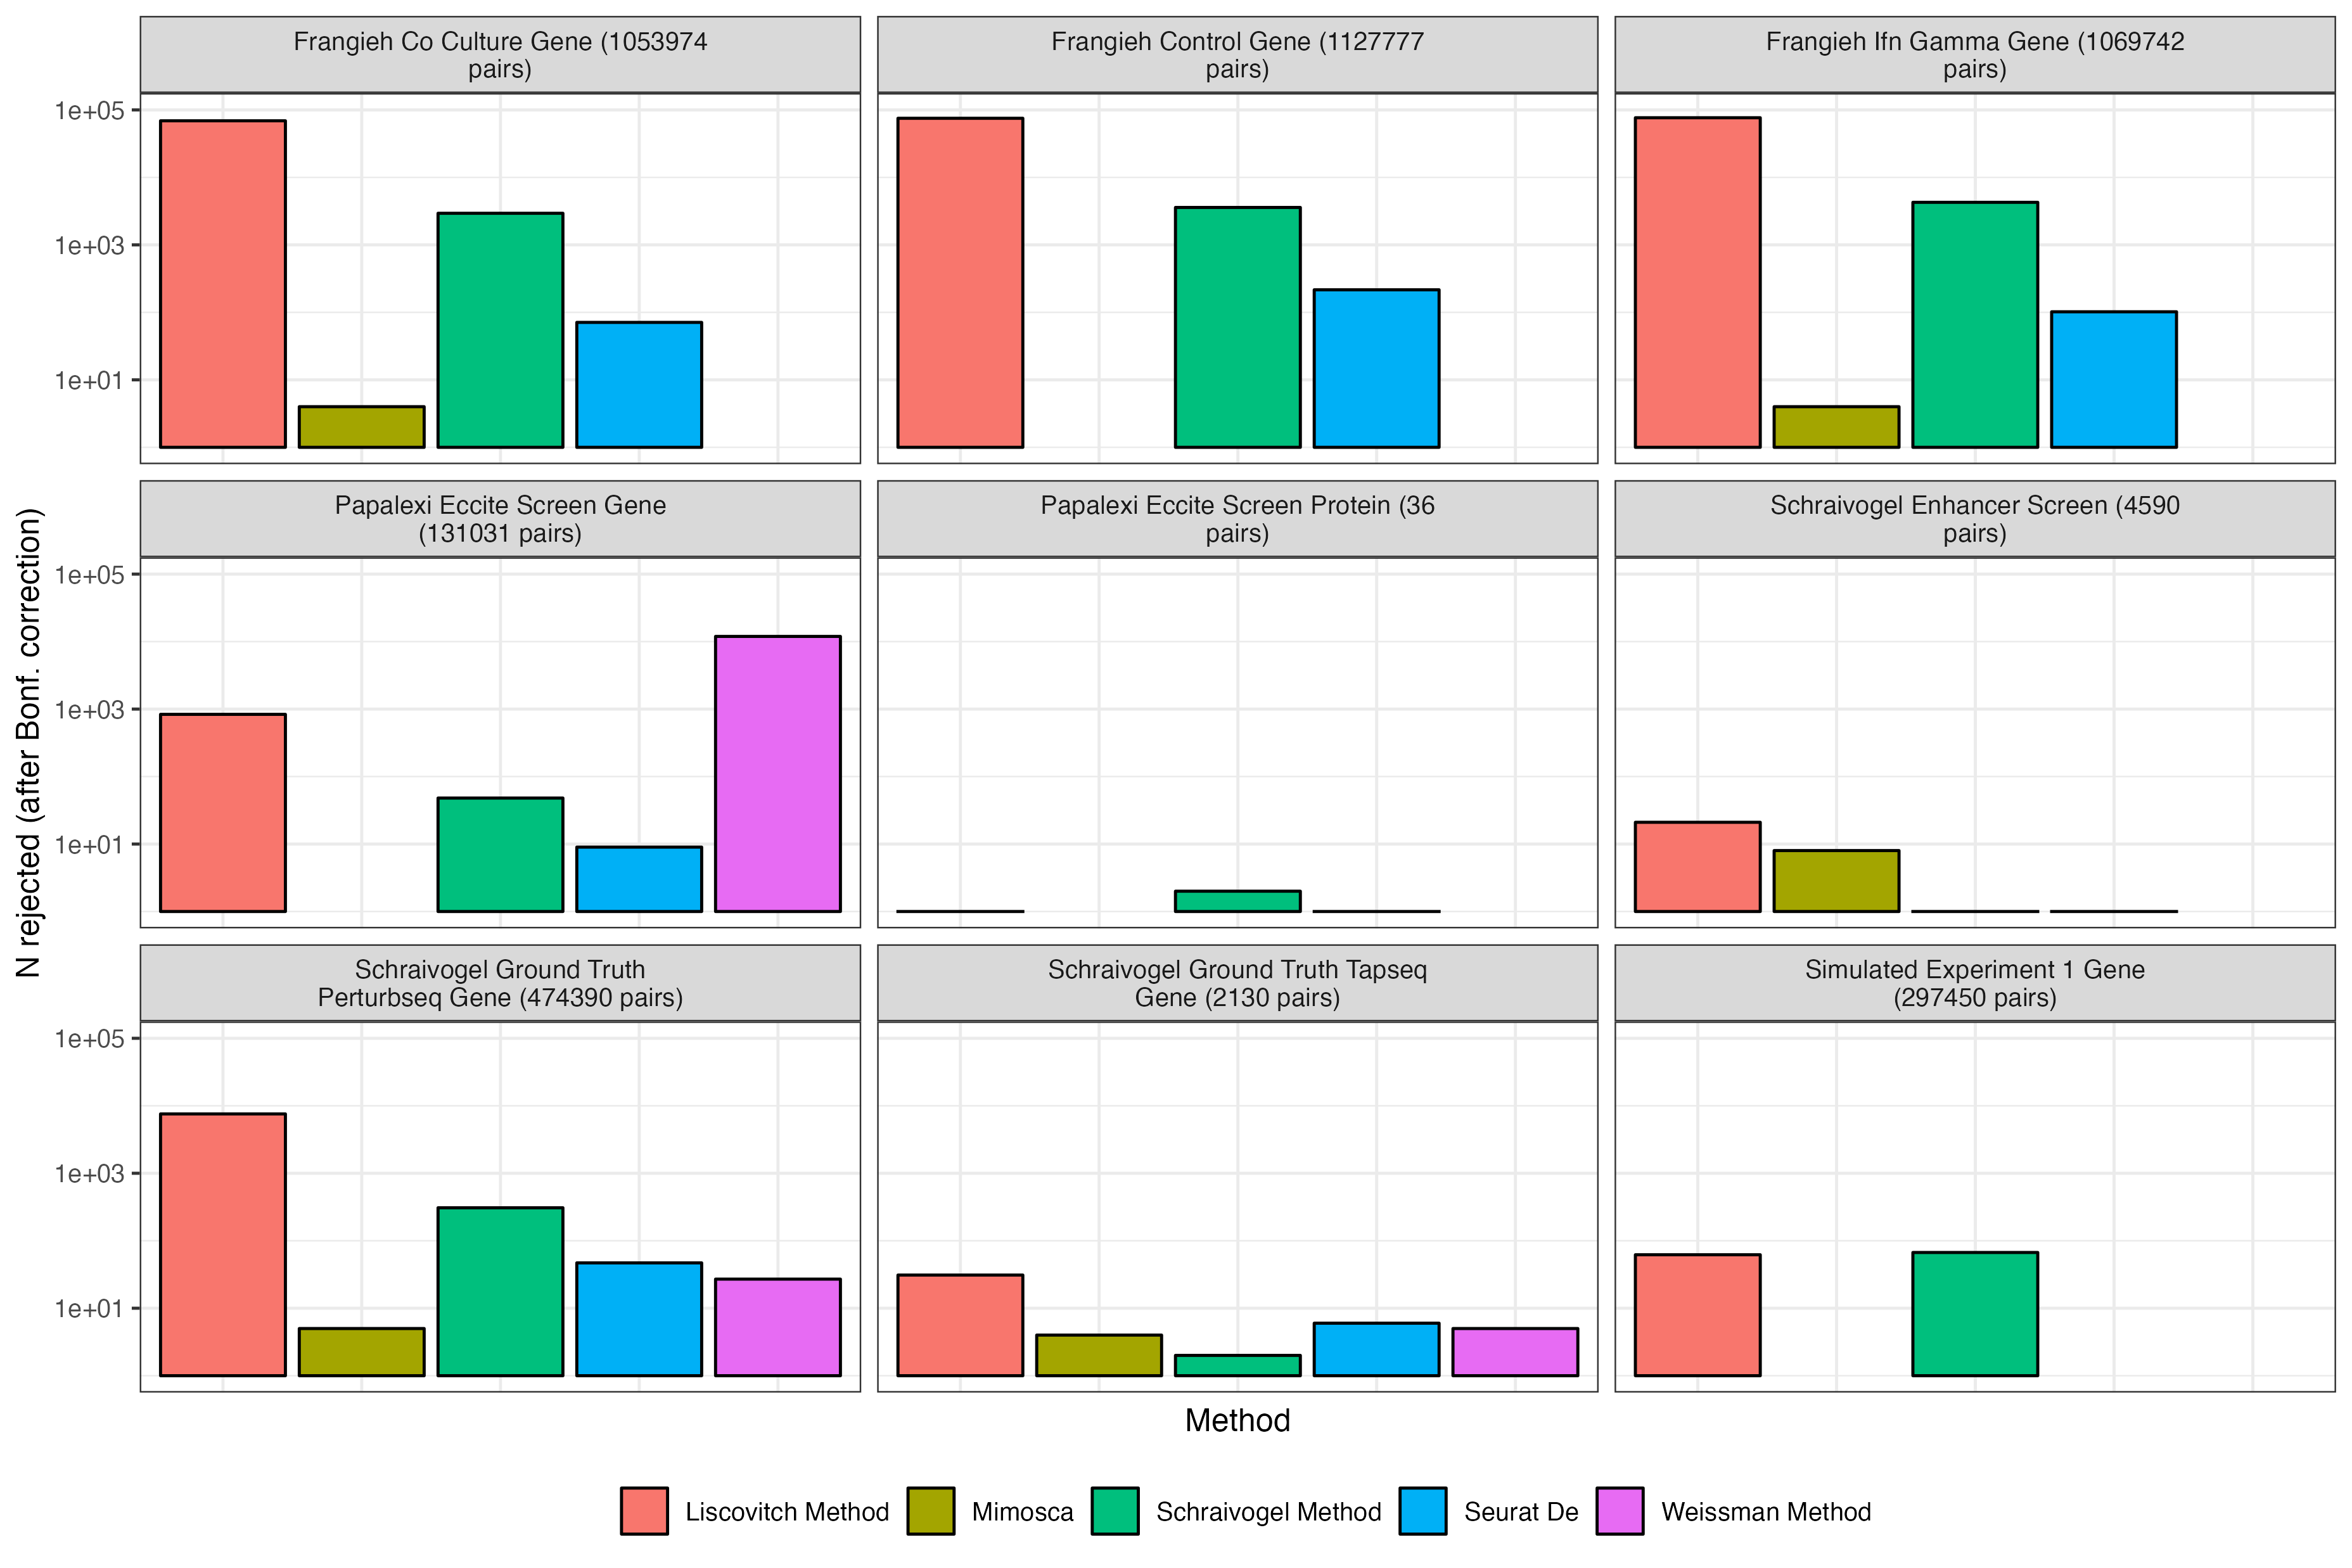 Frangieh Co Culture Gene (1053974
pairs)
Frangieh Control Gene (1127777
pairs)
Frangieh Ifn Gamma Gene (1069742
pairs)
1e+05
1e+03
1e+01
Papalexi Eccite Screen Gene
(131031 pairs)
Papalexi Eccite Screen Protein (36
pairs)
Schraivogel Enhancer Screen (4590
pairs)
1e+05
1e+03
1e+01
N rejected (after Bonf. correction)
Schraivogel Ground Truth
Perturbseq Gene (474390 pairs)
Schraivogel Ground Truth Tapseq
Gene (2130 pairs)
Simulated Experiment 1 Gene
(297450 pairs)
1e+05
1e+03
1e+01
Method
Liscovitch Method
Mimosca
Schraivogel Method
Seurat De
Weissman Method